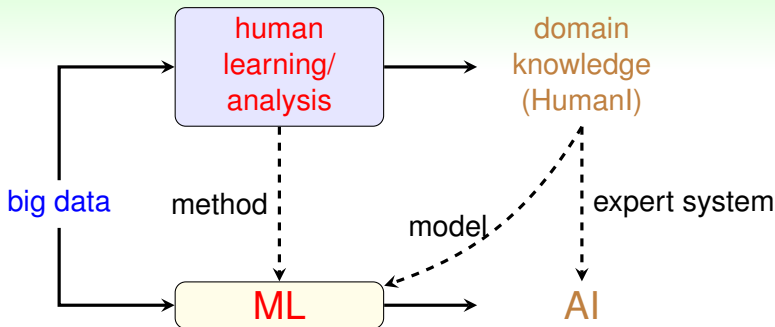 human
learning/
analysis
domain
knowledge
(HumanI)
big data
method
model
expert system
ML
AI